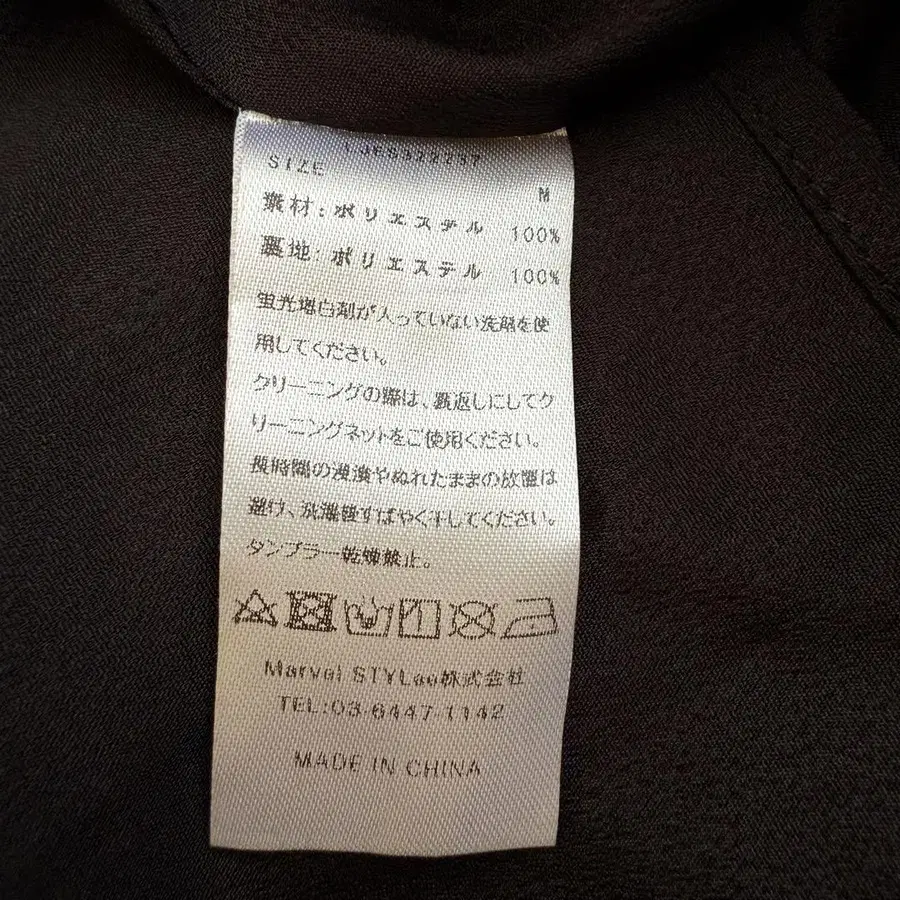 SIZE M
素材:ポリエステル 100%
裏地:ポリエステル 100%
蛍光増白剤が入っていない洗剤を使
用してください。
クリーニングの際は、裏返しにしてク
リーニングネットをご使用ください。
長時間の浸漬やぬれたままの放置は
避け、洗濯後すばやく干してください。
タンブラー乾燥禁止。
Marvel STYLee株式会社
TEL:03-6447-1142
MADE IN CHINA